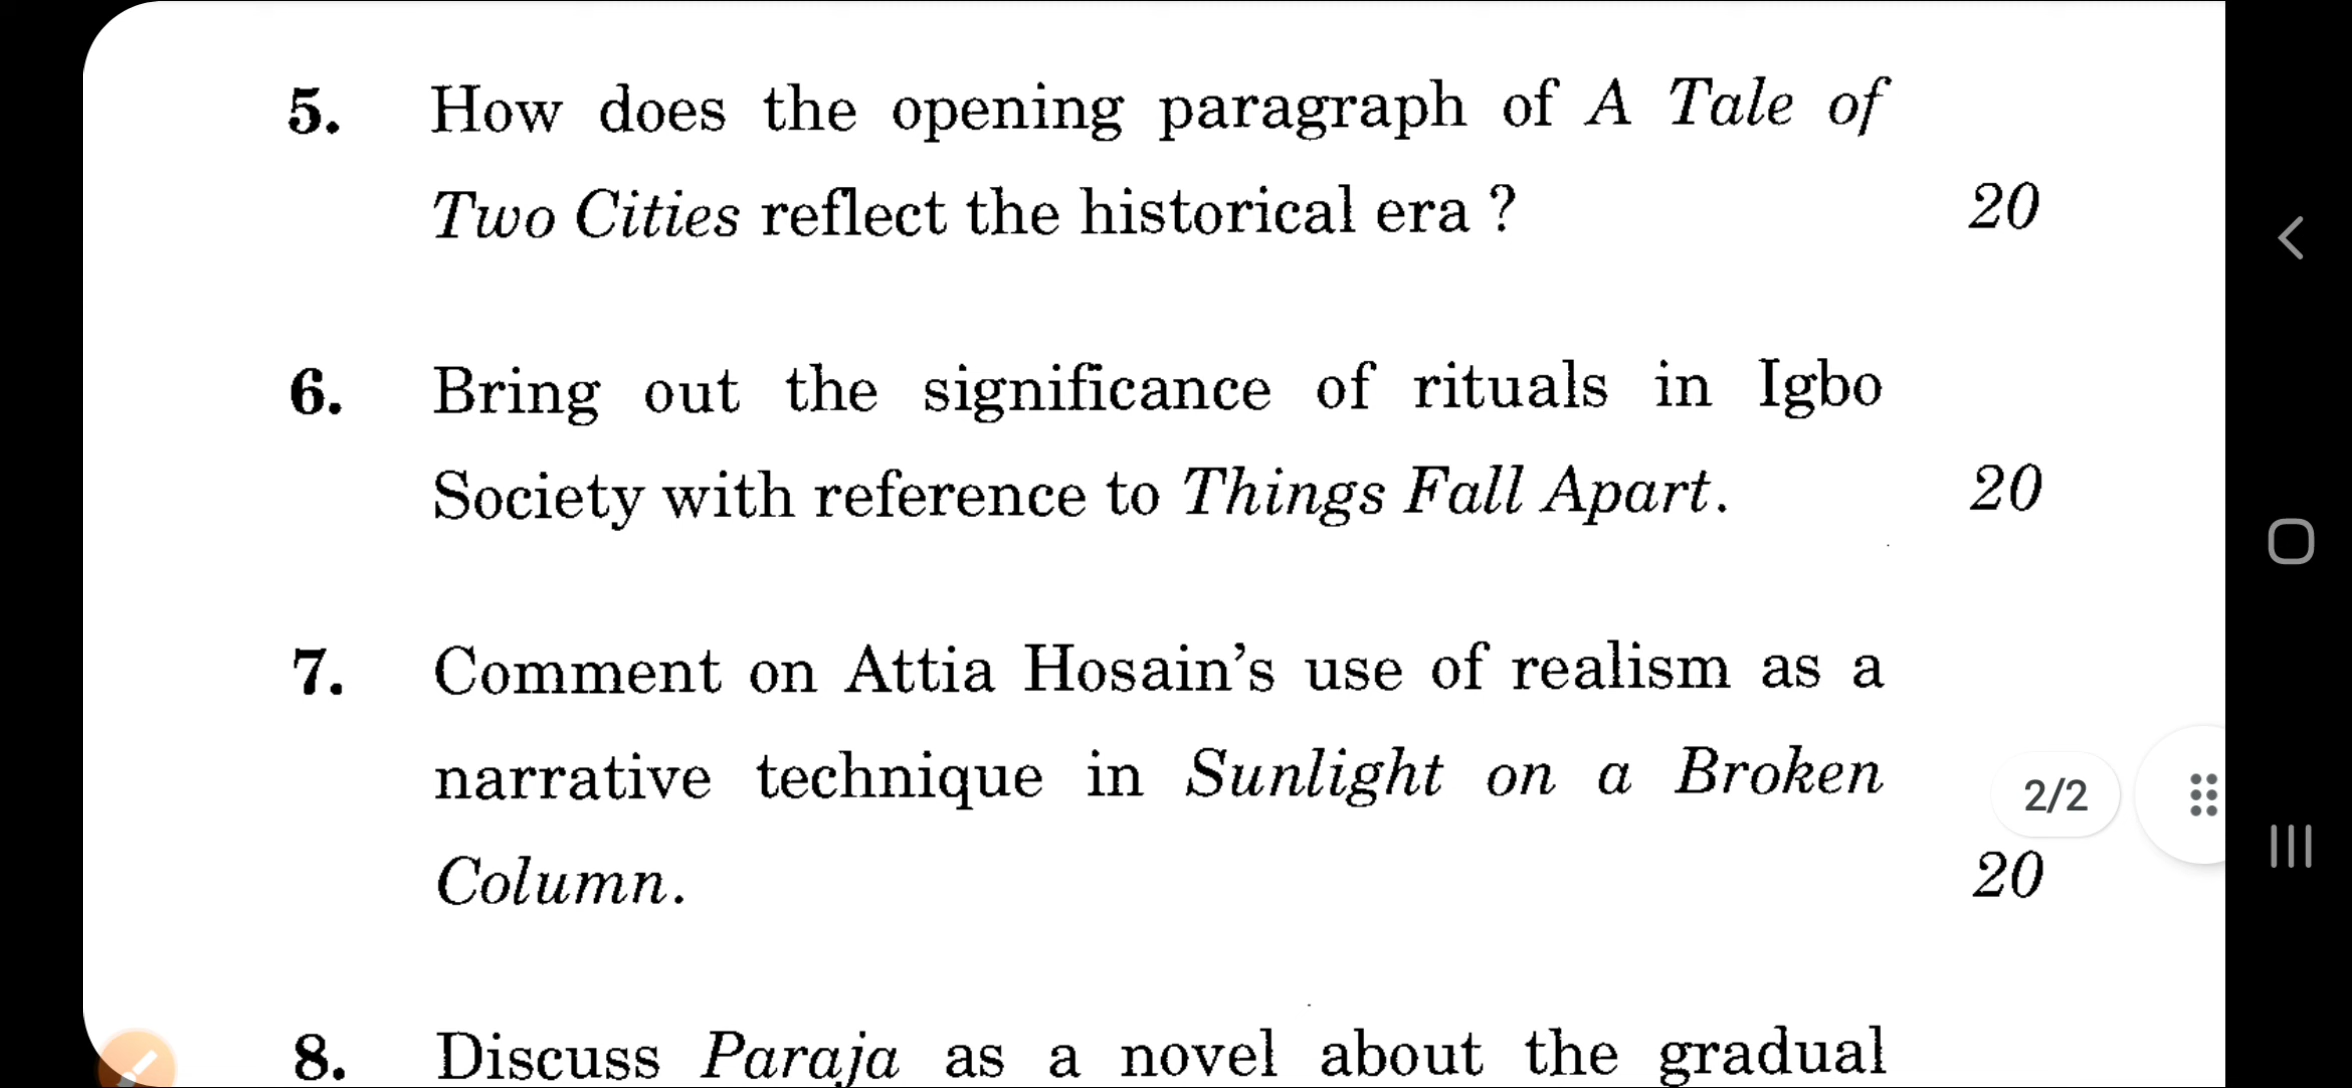 5. How does the opening paragraph of A Tale of
Two Cities reflect the historical era ? 20
6. Bring out the significance of rituals in Igbo
Society with reference to Things Fall Apart. 20
7. Comment on Attia Hosain’s use of realism as a
narrative technique in Sunlight on a Broken
2/2
Column. 20
8. Discuss Paraja as a novel about the gradual